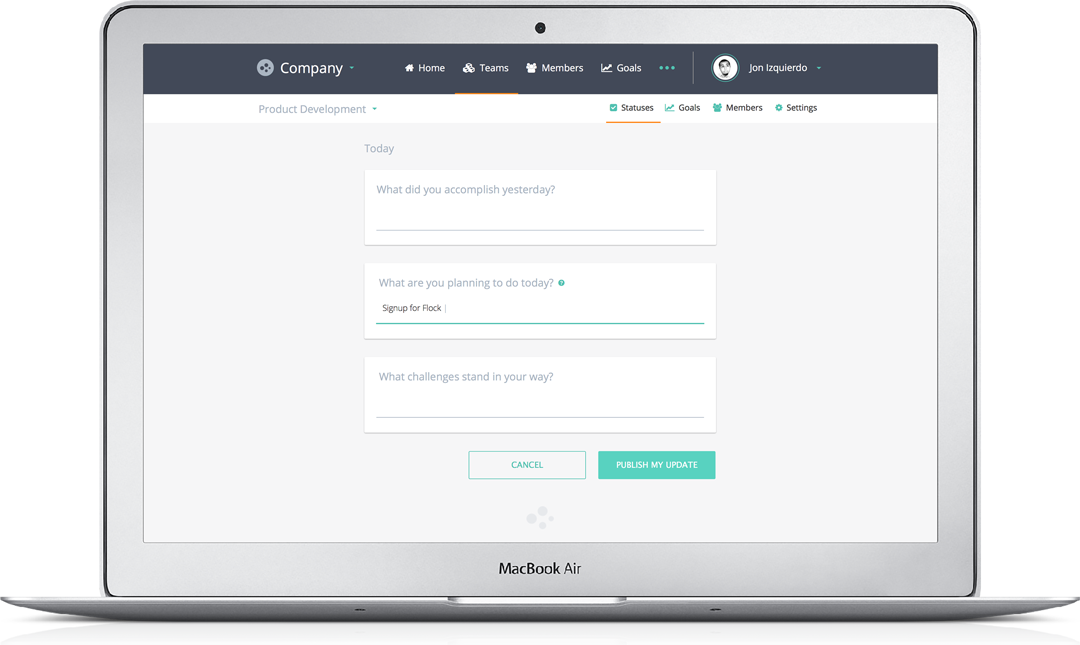 Company Home Teams Members Goals Jon Izquierdo
Product Development Statuses Goals Members Settings
Today
What did you accomplish yesterday?
What are you planning to do today? ?
Signup for Flock
What challenges stand in your way?
CANCEL PUBLISH MY UPDATE
MacBook Air